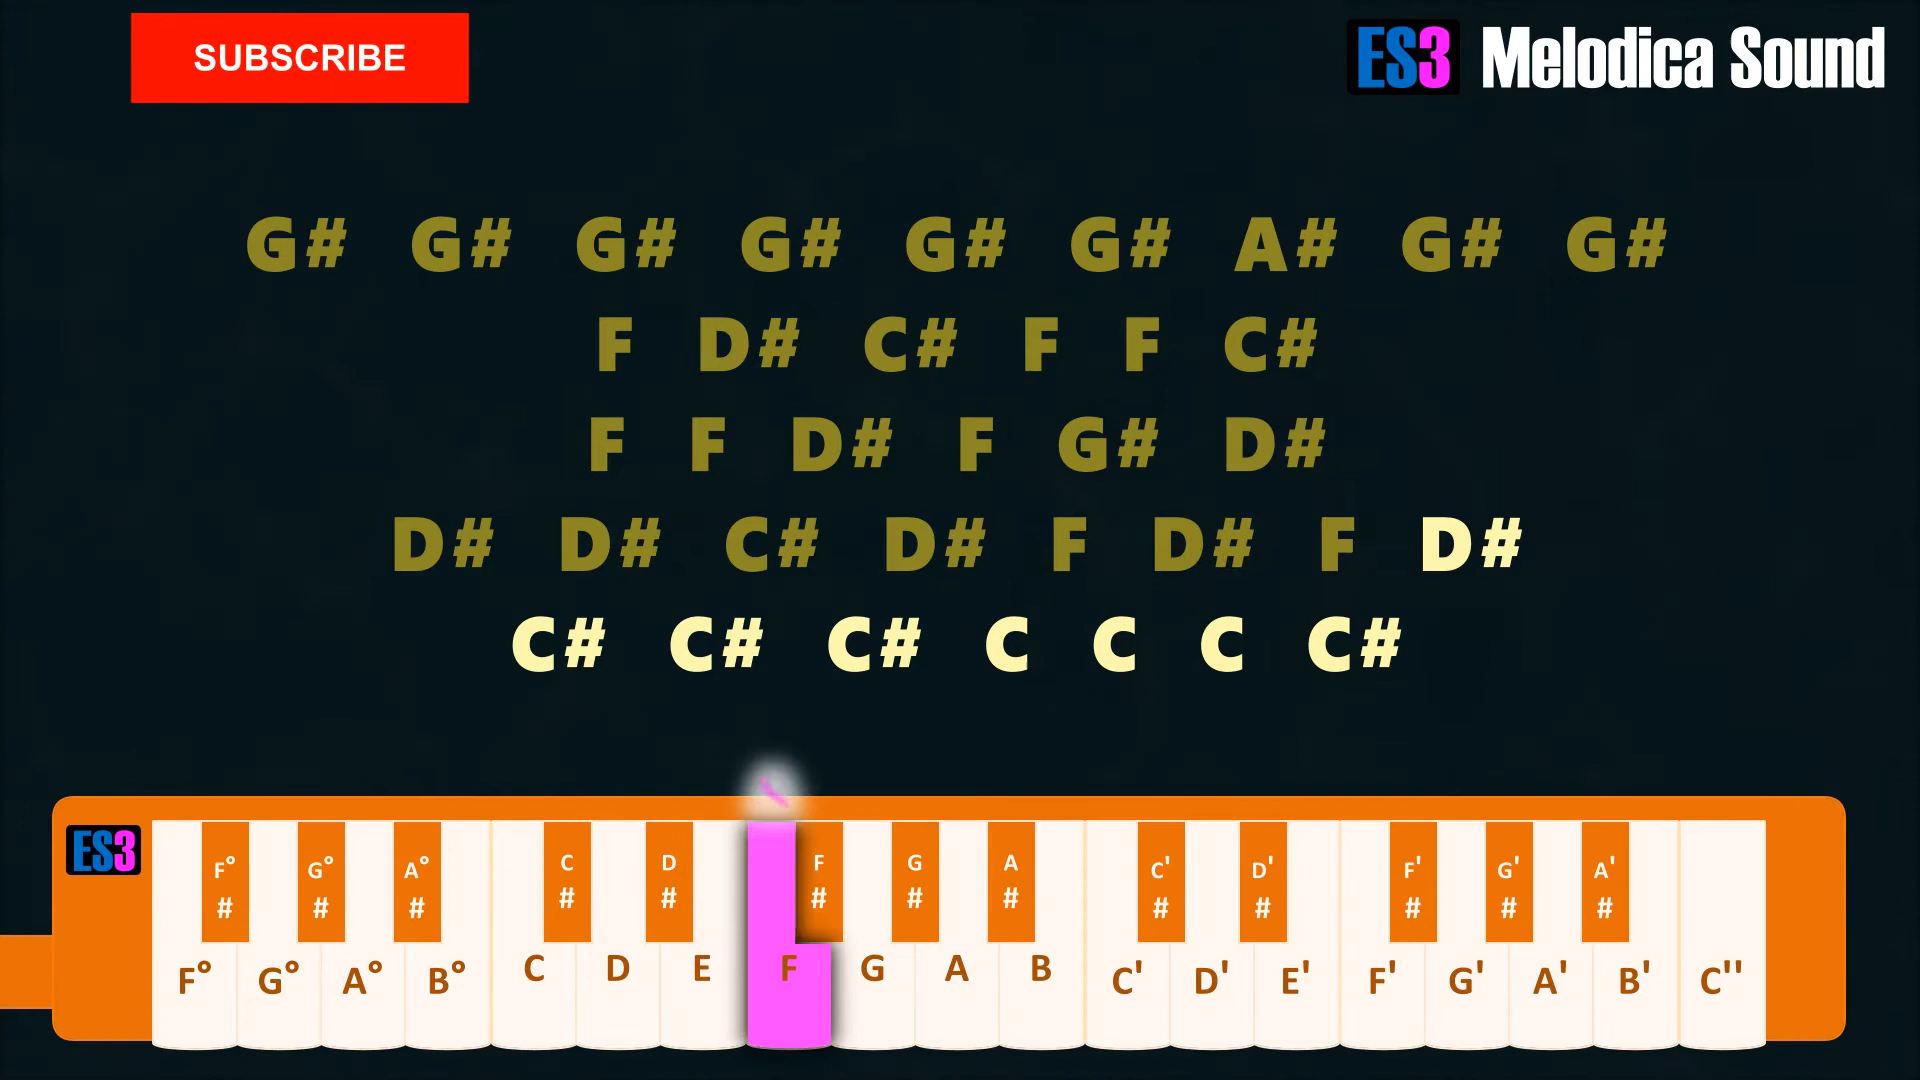 SUBSCRIBE
ES3 Melodica Sound
G# G# G# G# G# G# A# G# G#
F D# C# F F C#
F F D# F G# D#
D# D# C# D# F D# F D#
C# C# C# C C C C#
ES3
F° # G° # A° # C # D # F # G # A # C' # D' # F' # G' # A' #
F° G° A° B° C D E F G A B C' D' E' F' G' A' B' C''